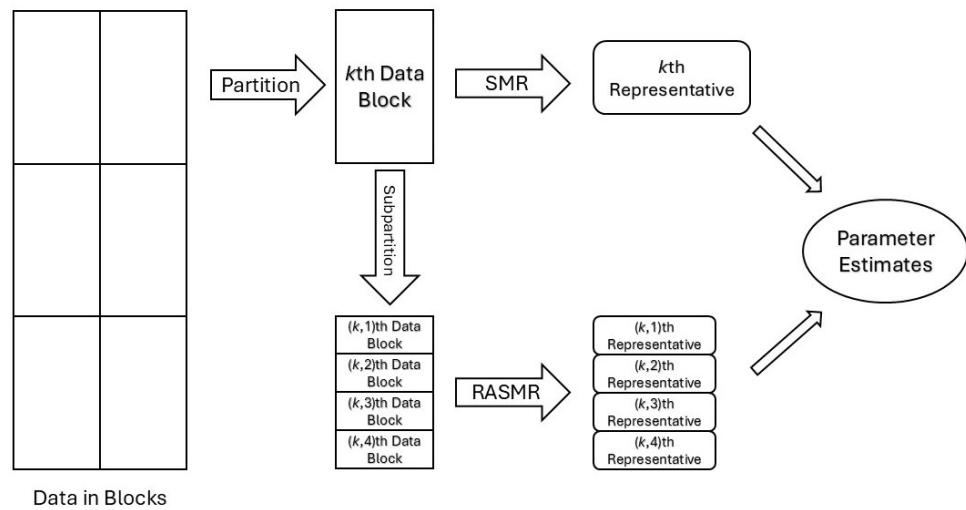 Partition
kth Data
Block
SMR
kth
Representative
Subpartition
Parameter
Estimates
(k,1)th Data
Block
(k,2)th Data
Block
(k,3)th Data
Block
(k,4)th Data
Block
RASMR
(k,1)th
Representative
(k,2)th
Representative
(k,3)th
Representative
(k,4)th
Representative
Data in Blocks